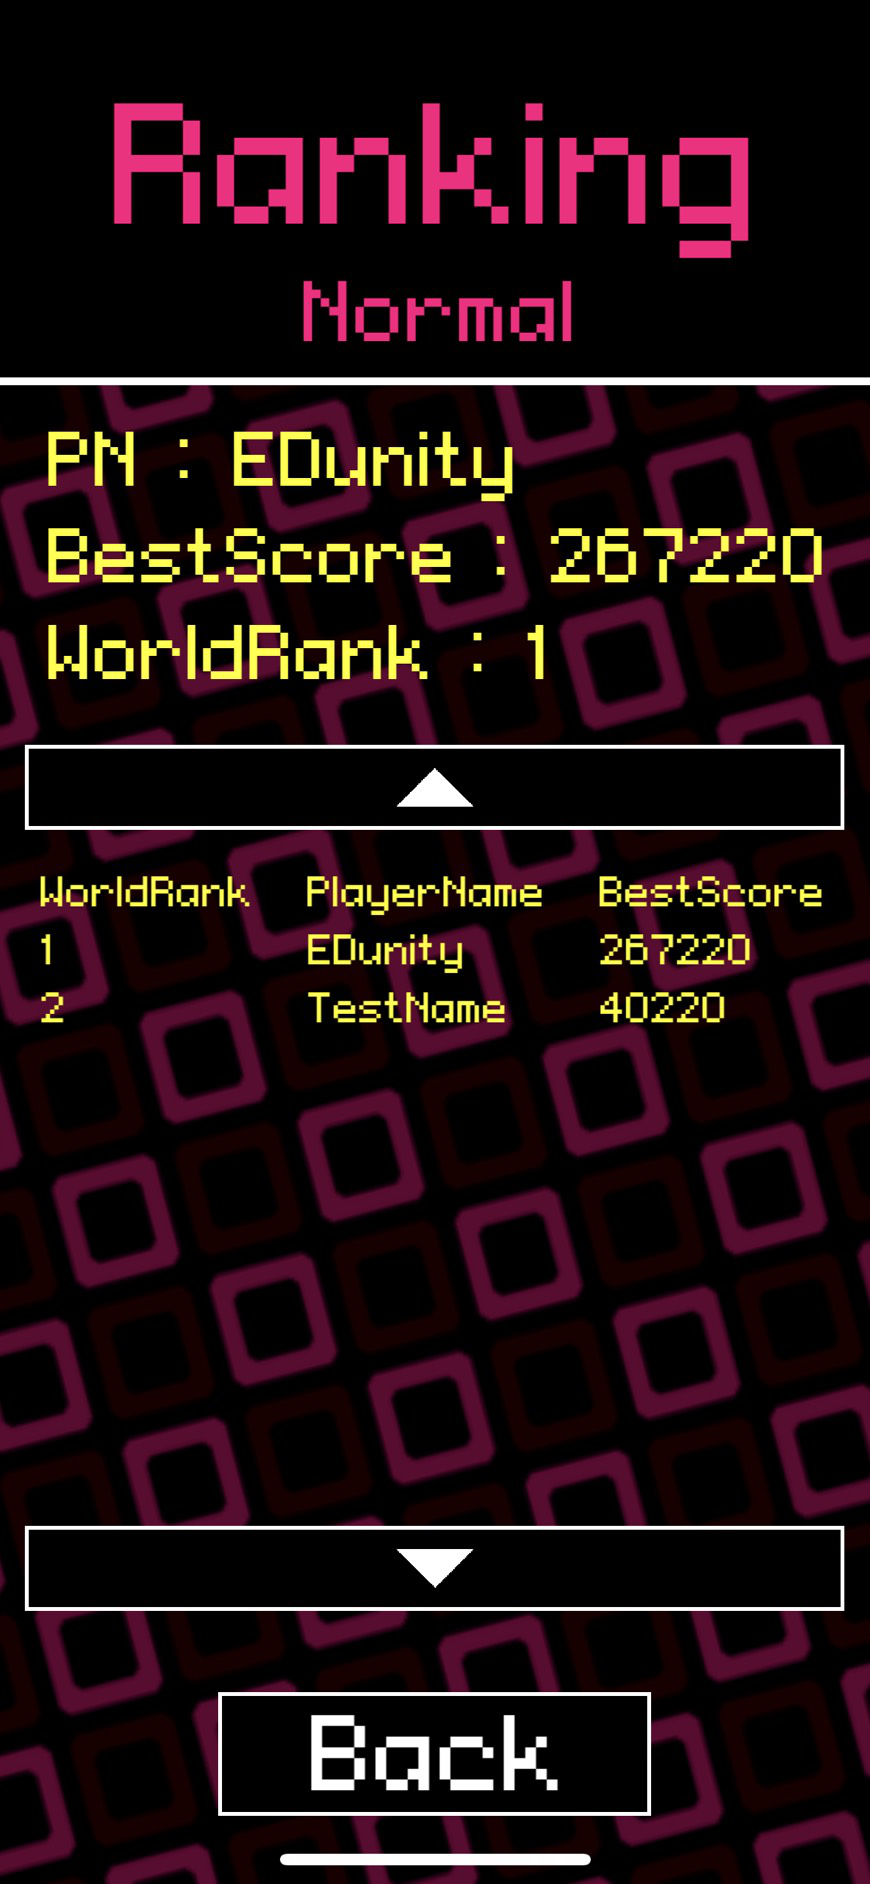 Ranking
Normal
PN : EDunity
BestScore : 267220
WorldRank : 1
WorldRank PlayerName BestScore
1 EDunity 267220
2 TestName 40220
Back